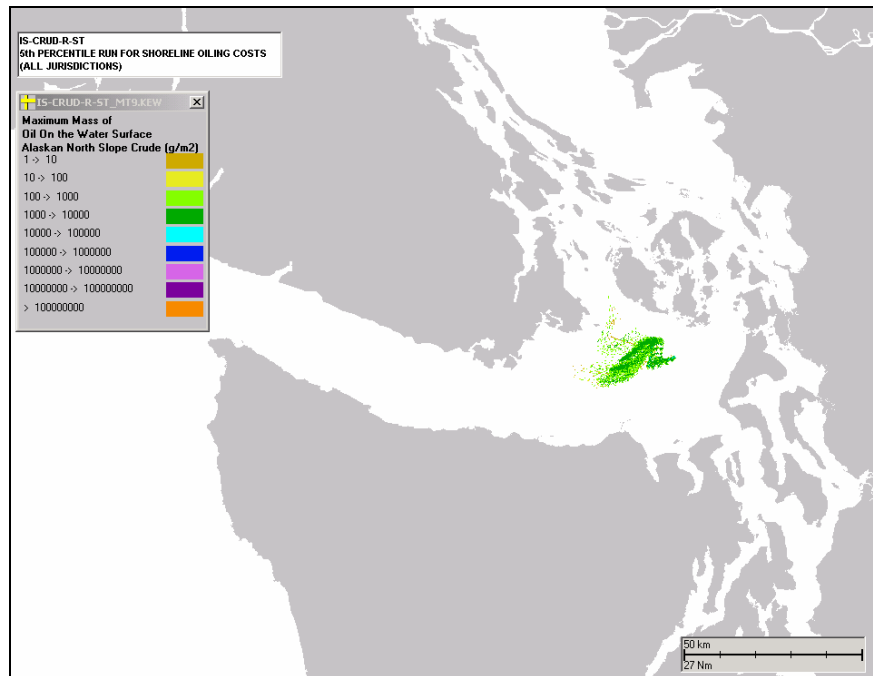 IS-CRUD-R-ST
5th PERCENTILE RUN FOR SHORELINE OILING COSTS
(ALL JURISDICTIONS)
IS-CRUD-R-ST_MT9.KEW
Maximum Mass of
Oil On the Water Surface
Alaskan North Slope Crude (g/m2)
1 -> 10
10 -> 100
100 -> 1000
1000 -> 10000
10000 -> 100000
100000 -> 1000000
1000000 -> 10000000
10000000 -> 100000000
> 100000000
50 km
27 Nm